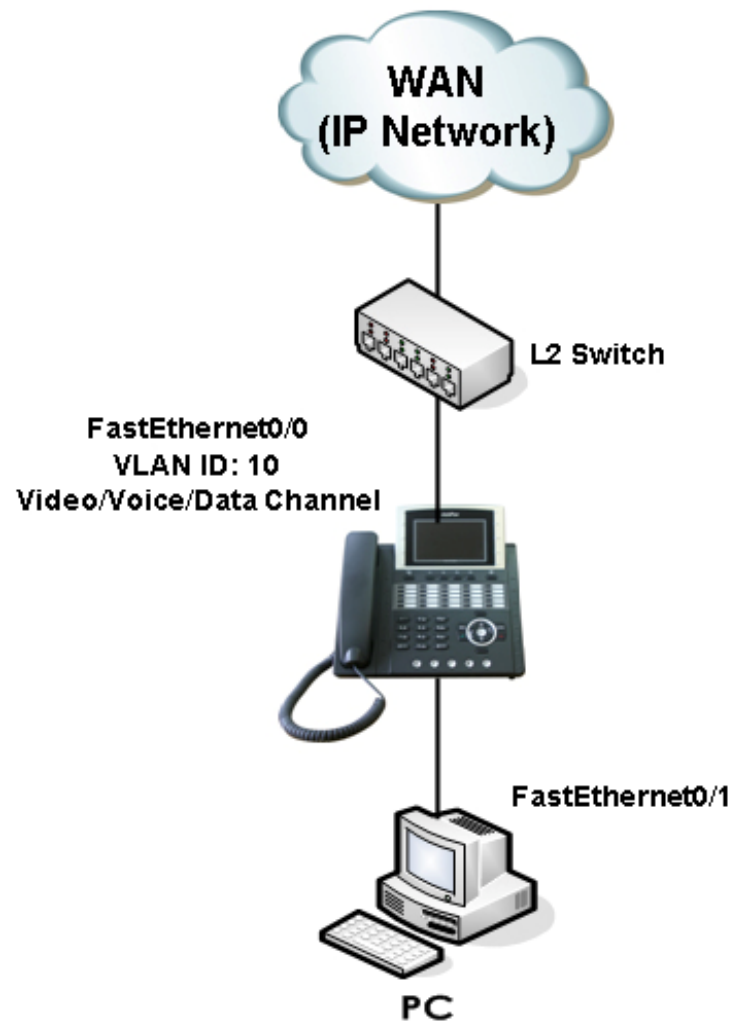 WAN
(IP Network)
L2 Switch
FastEthernet0/0
VLAN ID: 10
Video/Voice/Data Channel
FastEthernet0/1
PC